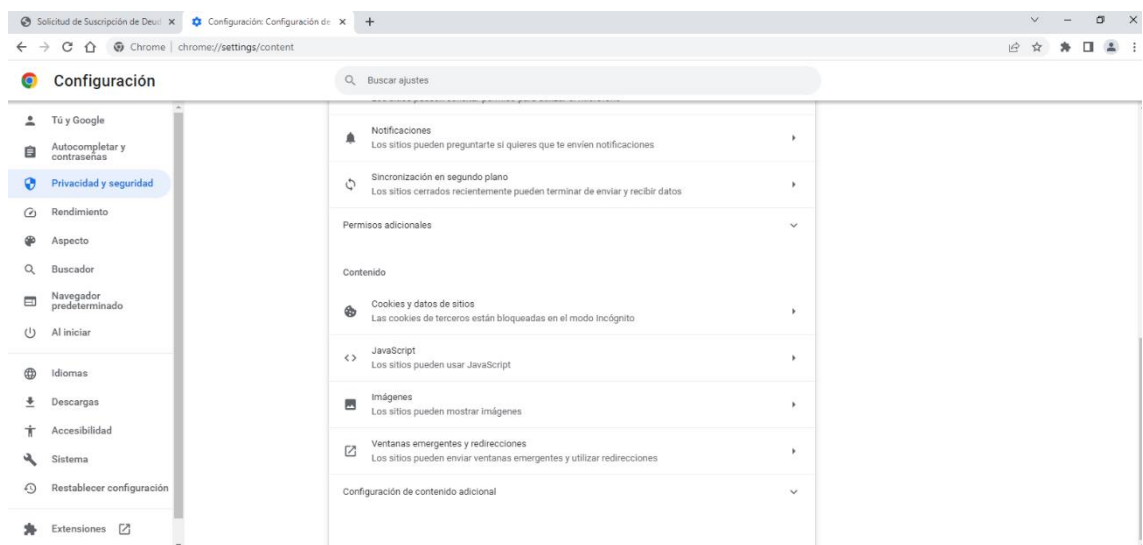 Solicitud de Suscripción de Deud
Configuración: Configuración de
Chrome | chrome://settings/content
Configuración
Buscar ajustes
Tú y Google
Autocompletar y
contraseñas
Privacidad y seguridad
Rendimiento
Aspecto
Buscador
Navegador
predeterminado
Al iniciar
Idiomas
Descargas
Accesibilidad
Sistema
Restablecer configuración
Extensiones
Notificaciones
Los sitios pueden preguntarte si quieres que te envíen notificaciones
Sincronización en segundo plano
Los sitios cerrados recientemente pueden terminar de enviar y recibir datos
Permisos adicionales
Contenido
Cookies y datos de sitios
Las cookies de terceros están bloqueadas en el modo Incógnito
JavaScript
Los sitios pueden usar JavaScript
Imágenes
Los sitios pueden mostrar imágenes
Ventanas emergentes y redirecciones
Los sitios pueden enviar ventanas emergentes y utilizar redirecciones
Configuración de contenido adicional